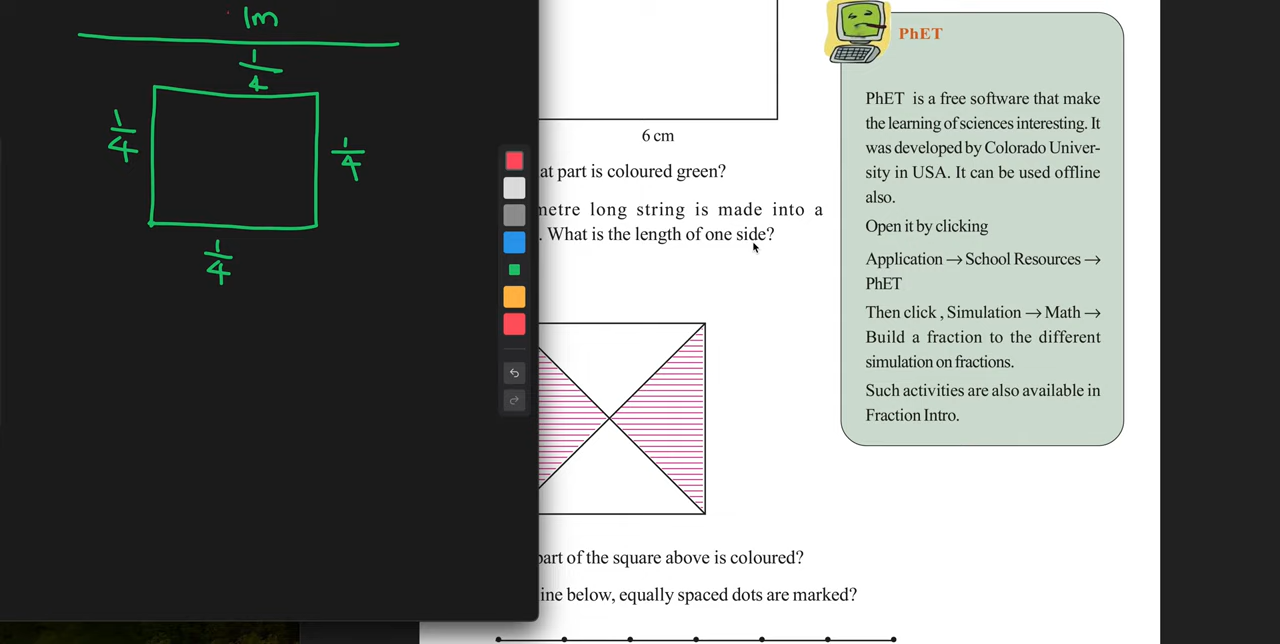 1m
1/4
1/4
1/4
1/4
6 cm
at part is coloured green?
metre long string is made into a
. What is the length of one side?
part of the square above is coloured?
ine below, equally spaced dots are marked?
PhET
PhET is a free software that make
the learning of sciences interesting. It
was developed by Colorado Univer-
sity in USA. It can be used offline
also.
Open it by clicking
Application → School Resources →
PhET
Then click , Simulation → Math →
Build a fraction to the different
simulation on fractions.
Such activities are also available in
Fraction Intro.